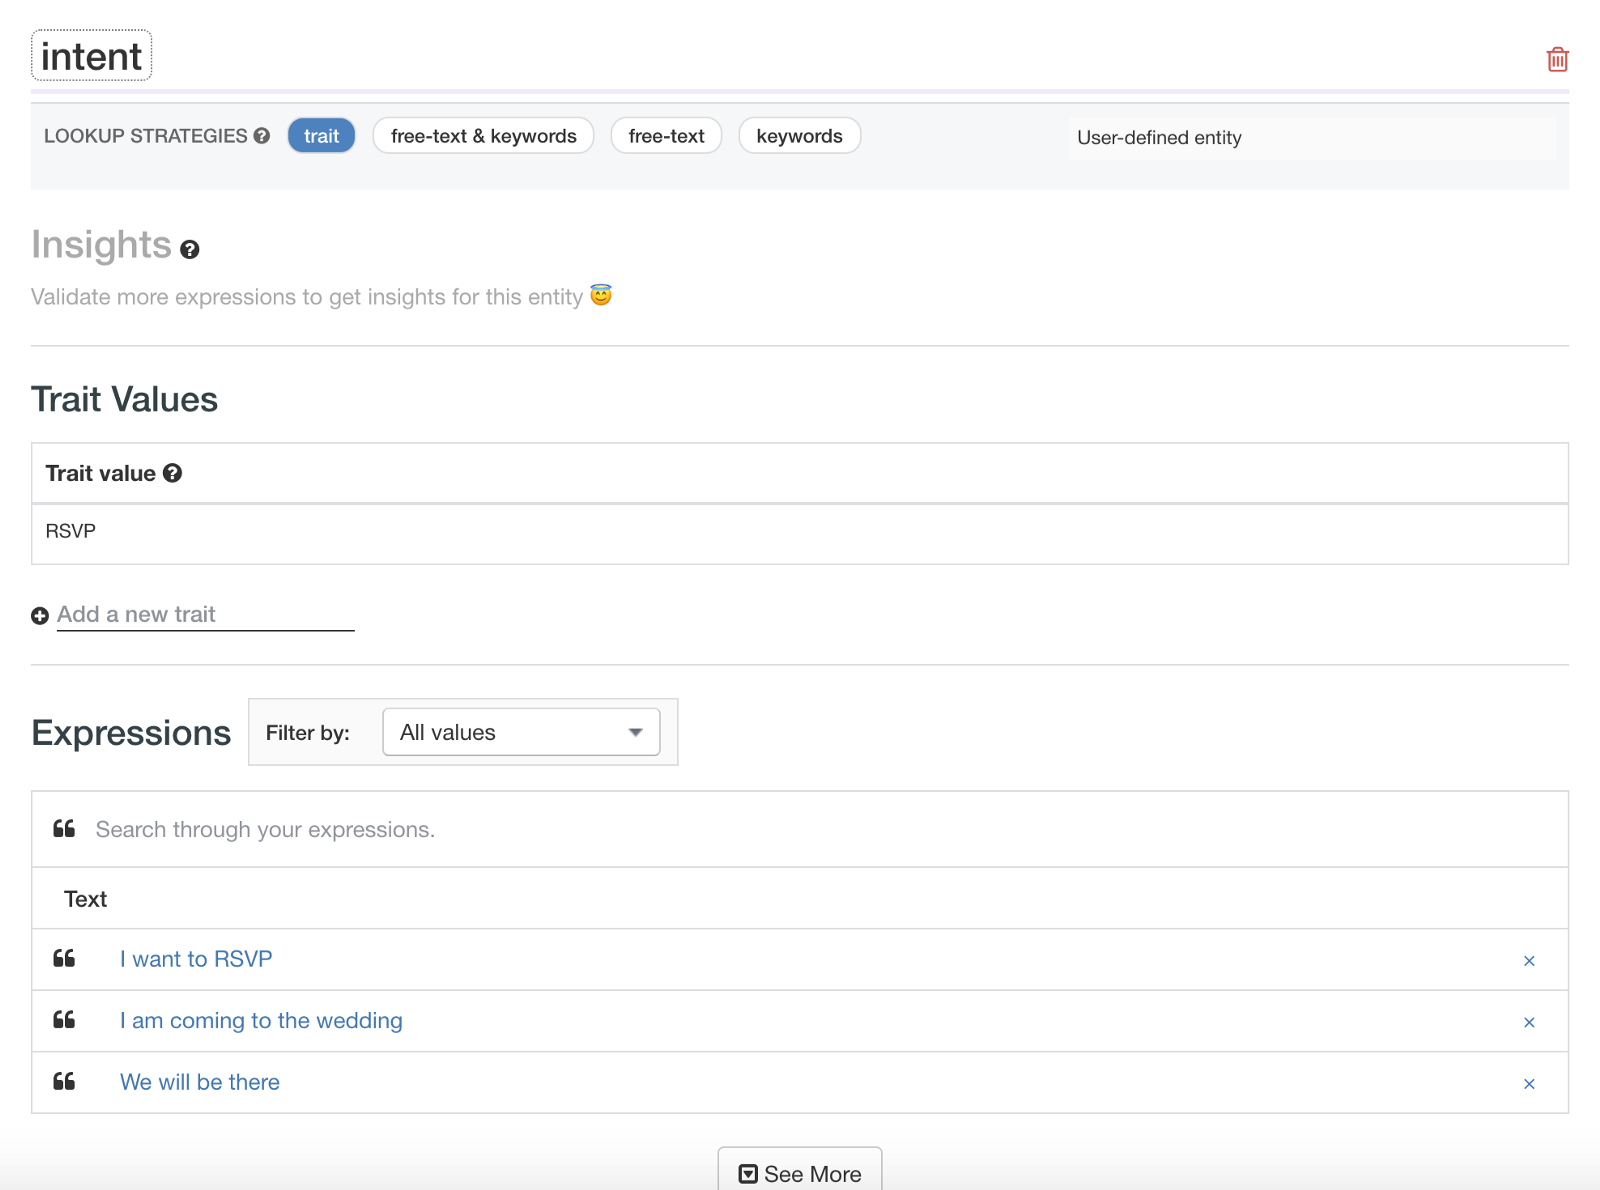 intent
LOOKUP STRATEGIES trait free-text & keywords free-text keywords User-defined entity
Insights
Validate more expressions to get insights for this entity 😇
Trait Values
Trait value
RSVP
Add a new trait
Expressions Filter by: All values
Search through your expressions.
Text
I want to RSVP
I am coming to the wedding
We will be there
See More